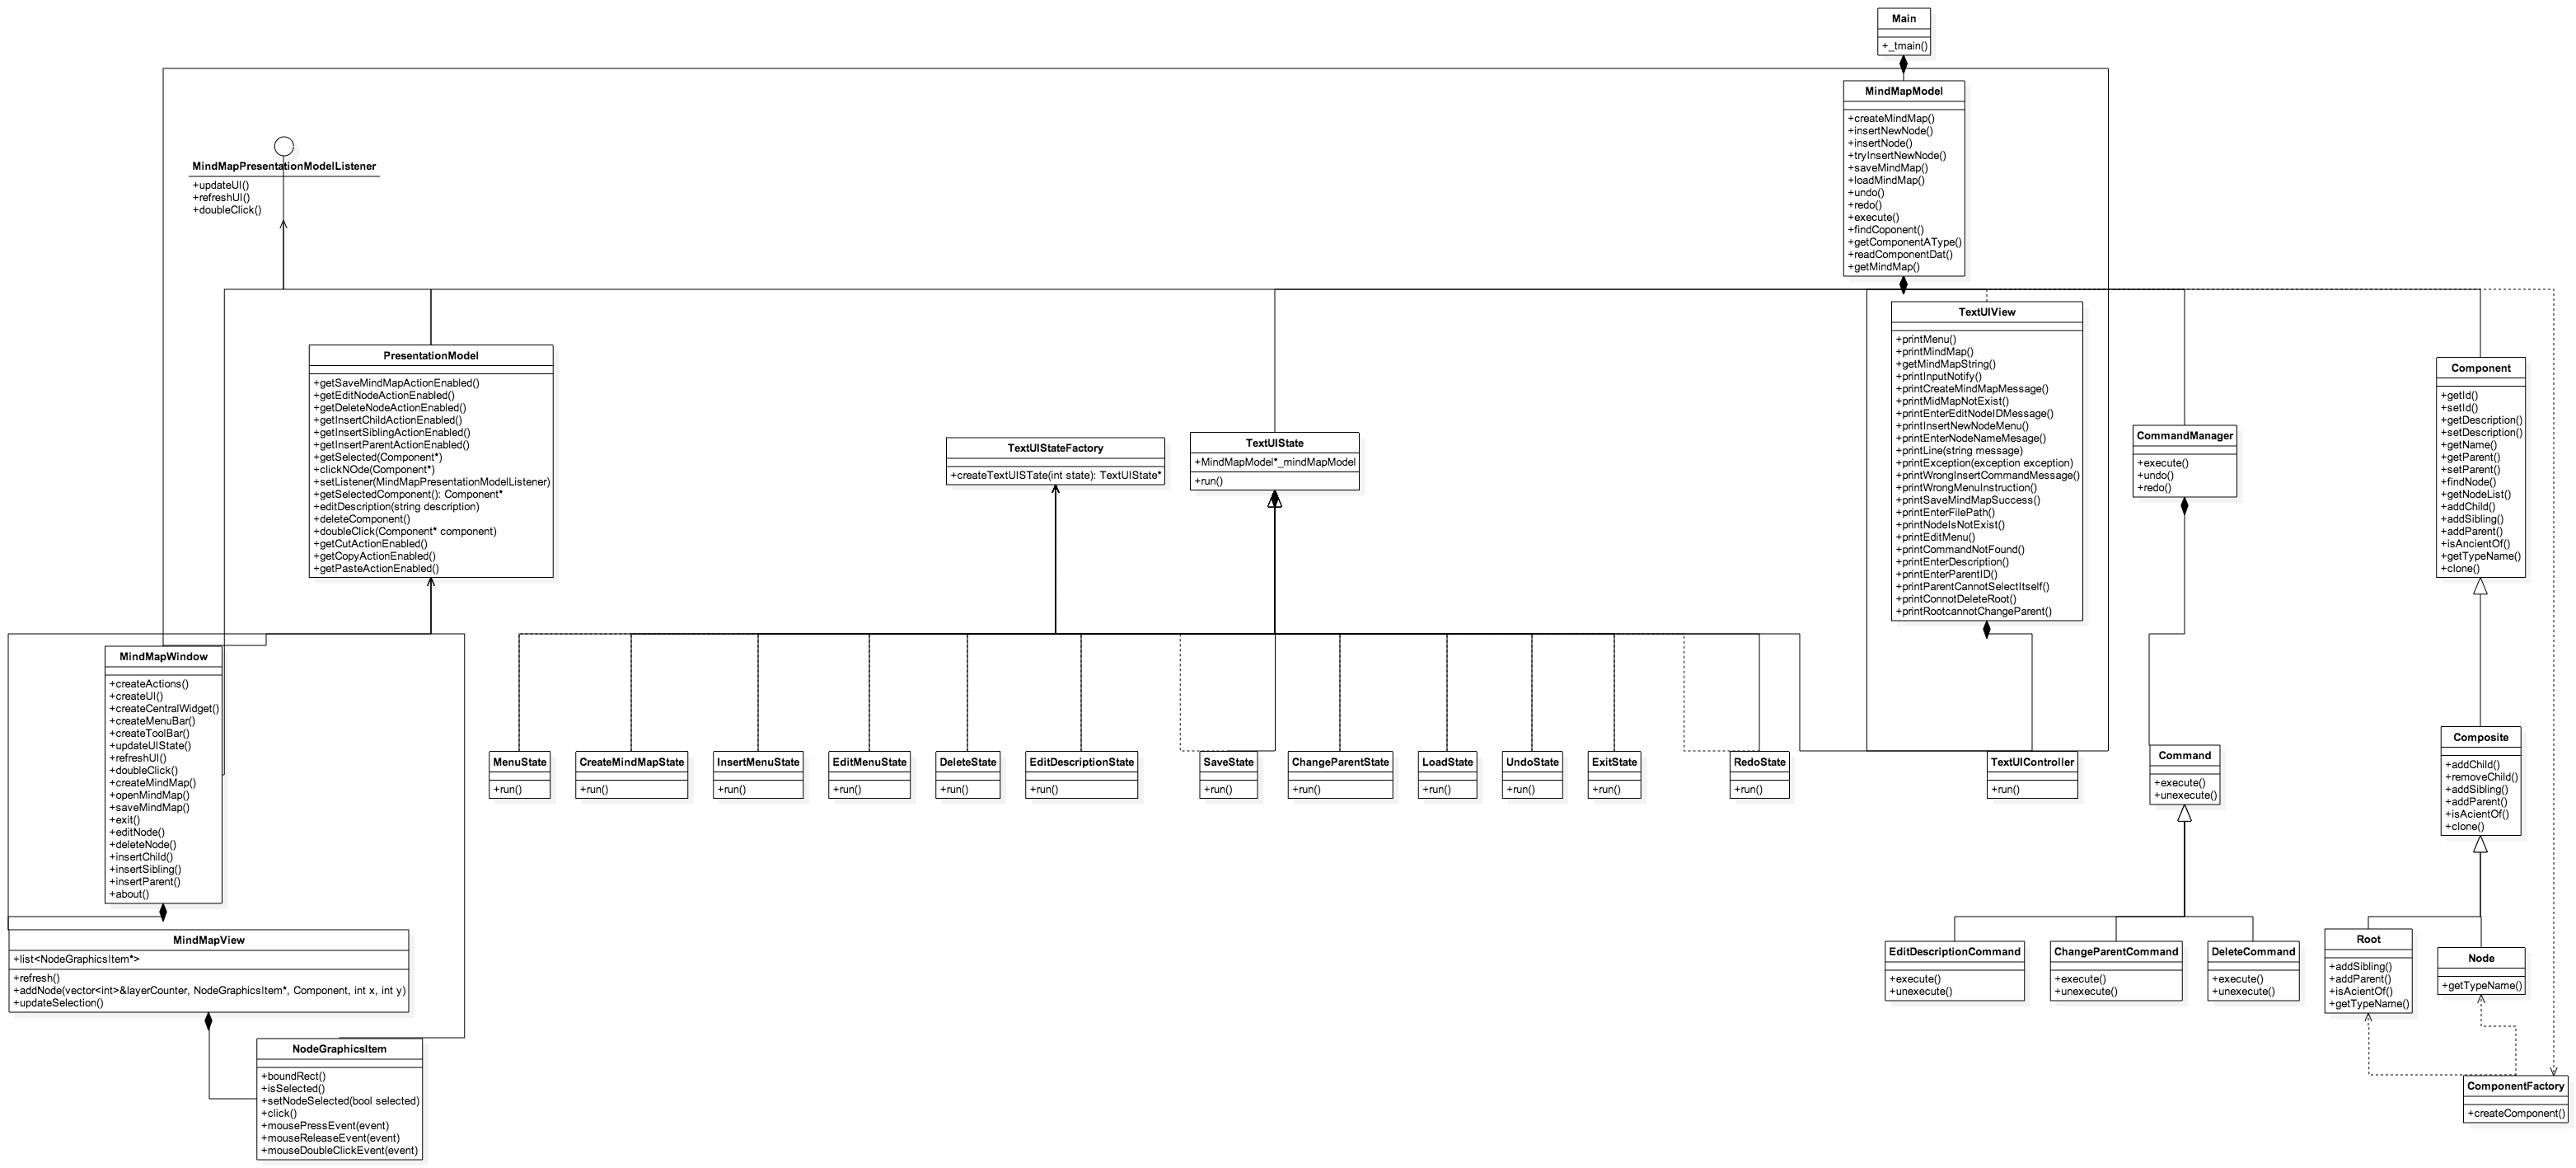 Main
+_tmain()
MindMapModel
+createMindMap()
+insertNewNode()
+insertNode()
+tryInsertNewNode()
+saveMindMap()
+loadMindMap()
+undo()
+redo()
+execute()
+findCoponent()
+getComponentAType()
+readComponentDat()
+getMindMap()
MindMapPresentationModelListener
+updateUI()
+refreshUI()
+doubleClick()
PresentationModel
+getSaveMindMapActionEnabled()
+getEditNodeActionEnabled()
+getDeleteNodeActionEnabled()
+getInsertChildActionEnabled()
+getInsertSiblingActionEnabled()
+getInsertParentActionEnabled()
+getSelected(Component*)
+clickNOde(Component*)
+setListener(MindMapPresentationModelListener)
+getSelectedComponent(): Component*
+editDescription(string description)
+deleteComponent()
+doubleClick(Component* component)
+getCutActionEnabled()
+getCopyActionEnabled()
+getPasteActionEnabled()
TextUIStateFactory
+createTextUISTate(int state): TextUIState*
TextUIState
+MindMapModel*_mindMapModel
+run()
TextUIView
+printMenu()
+printMindMap()
+getMindMapString()
+printInputNotify()
+printCreateMindMapMessage()
+printMidMapNotExist()
+printEnterEditNodeIDMessage()
+printInsertNewNodeMenu()
+printEnterNodeNameMesage()
+printLine(string message)
+printException(exception exception)
+printWrongInsertCommandMessage()
+printWrongMenuInstruction()
+printSaveMindMapSuccess()
+printEnterFilePath()
+printNodeIsNotExist()
+printEditMenu()
+printCommandNotFound()
+printEnterDescription()
+printEnterParentID()
+printParentCannotSelectItself()
+printConnotDeleteRoot()
+printRootcannotChangeParent()
CommandManager
+execute()
+undo()
+redo()
Component
+getId()
+setId()
+getDescription()
+setDescription()
+getName()
+getParent()
+setParent()
+findNode()
+getNodeList()
+addChild()
+addSibling()
+addParent()
+isAncientOf()
+getTypeName()
+clone()
MindMapWindow
+createActions()
+createUI()
+createCentralWidget()
+createMenuBar()
+createToolBar()
+updateUIState()
+refreshUI()
+doubleClick()
+createMindMap()
+openMindMap()
+saveMindMap()
+exit()
+editNode()
+deleteNode()
+insertChild()
+insertSibling()
+insertParent()
+about()
MenuState
+run()
CreateMindMapState
+run()
InsertMenuState
+run()
EditMenuState
+run()
DeleteState
+run()
EditDescriptionState
+run()
SaveState
+run()
ChangeParentState
+run()
LoadState
+run()
UndoState
+run()
ExitState
+run()
RedoState
+run()
TextUIController
+run()
Command
+execute()
+unexecute()
Composite
+addChild()
+removeChild()
+addSibling()
+addParent()
+isAcientOf()
+clone()
MindMapView
+list<NodeGraphicsItem*>
+refresh()
+addNode(vector<int>&layerCounter, NodeGraphicsItem*, Component, int x, int y)
+updateSelection()
EditDescriptionCommand
+execute()
+unexecute()
ChangeParentCommand
+execute()
+unexecute()
DeleteCommand
+execute()
+unexecute()
Root
+addSibling()
+addParent()
+isAcientOf()
+getTypeName()
Node
+getTypeName()
NodeGraphicsItem
+boundRect()
+isSelected()
+setNodeSelected(bool selected)
+click()
+mousePressEvent(event)
+mouseReleaseEvent(event)
+mouseDoubleClickEvent(event)
ComponentFactory
+createComponent()